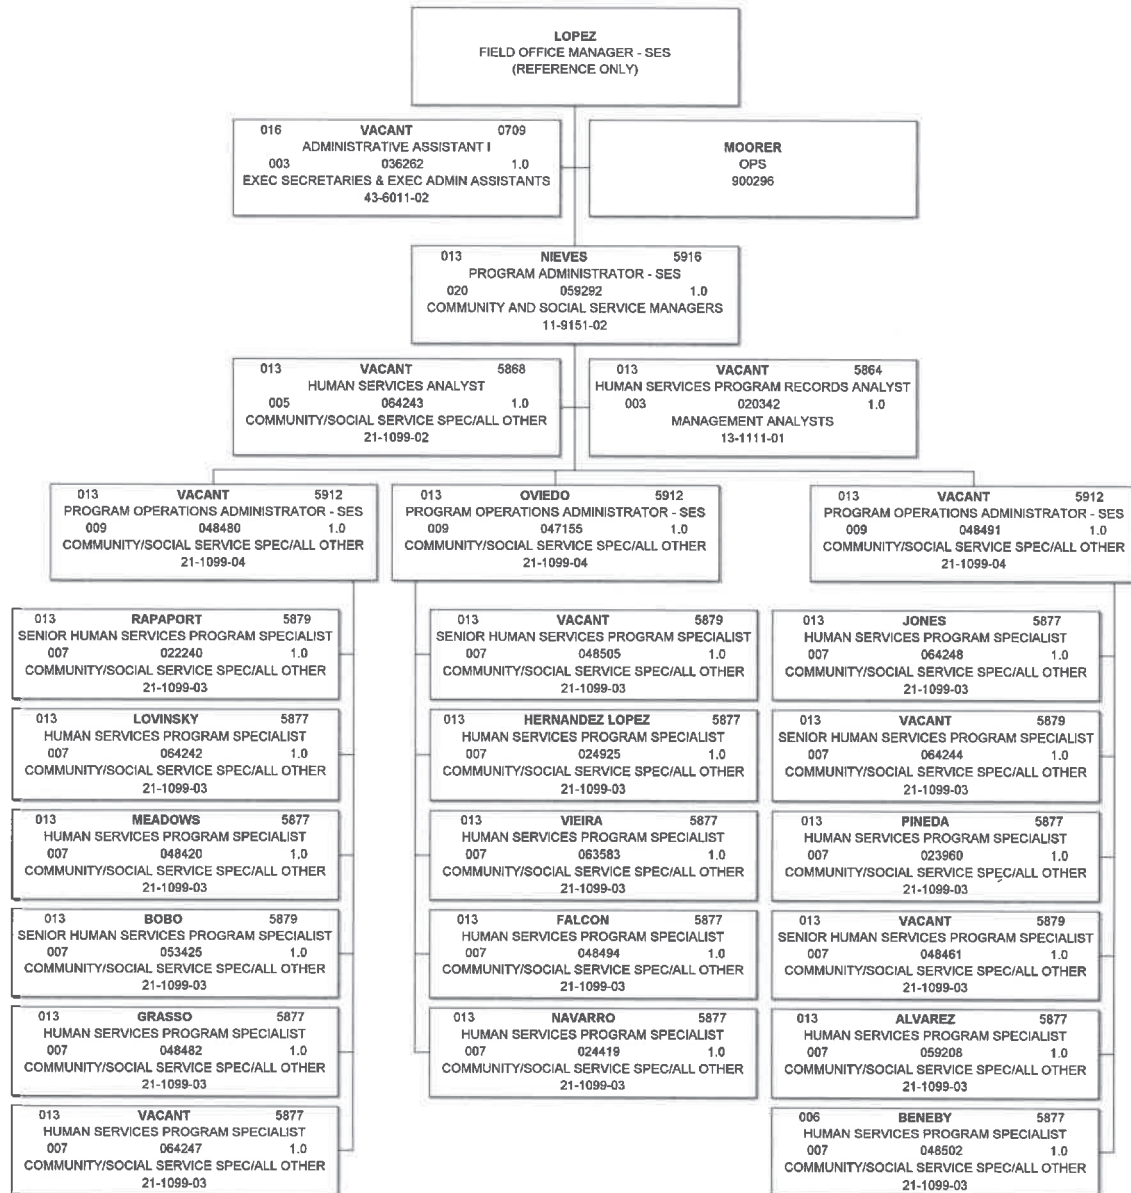 LOPEZ
FIELD OFFICE MANAGER - SES
(REFERENCE ONLY)
016 VACANT 0709
ADMINISTRATIVE ASSISTANT I
003 036262 1.0
EXEC SECRETARIES & EXEC ADMIN ASSISTANTS
43-6011-02
MOORER
OPS
900296
013 NIEVES 5916
PROGRAM ADMINISTRATOR - SES
020 059292 1.0
COMMUNITY AND SOCIAL SERVICE MANAGERS
11-9151-02
013 VACANT 5868
HUMAN SERVICES ANALYST
005 064243 1.0
COMMUNITY/SOCIAL SERVICE SPEC/ALL OTHER
21-1099-02
013 VACANT 5864
HUMAN SERVICES PROGRAM RECORDS ANALYST
003 020342 1.0
MANAGEMENT ANALYSTS
13-1111-01
013 VACANT 5912
PROGRAM OPERATIONS ADMINISTRATOR - SES
009 048480 1.0
COMMUNITY/SOCIAL SERVICE SPEC/ALL OTHER
21-1099-04
013 OVIEDO 5912
PROGRAM OPERATIONS ADMINISTRATOR - SES
009 047155 1.0
COMMUNITY/SOCIAL SERVICE SPEC/ALL OTHER
21-1099-04
013 VACANT 5912
PROGRAM OPERATIONS ADMINISTRATOR - SES
009 048491 1.0
COMMUNITY/SOCIAL SERVICE SPEC/ALL OTHER
21-1099-04
013 RAPAPORT 5879
SENIOR HUMAN SERVICES PROGRAM SPECIALIST
007 022240 1.0
COMMUNITY/SOCIAL SERVICE SPEC/ALL OTHER
21-1099-03
013 LOVINSKY 5877
HUMAN SERVICES PROGRAM SPECIALIST
007 064242 1.0
COMMUNITY/SOCIAL SERVICE SPEC/ALL OTHER
21-1099-03
013 MEADOWS 5877
HUMAN SERVICES PROGRAM SPECIALIST
007 048420 1.0
COMMUNITY/SOCIAL SERVICE SPEC/ALL OTHER
21-1099-03
013 BOBO 5879
SENIOR HUMAN SERVICES PROGRAM SPECIALIST
007 053425 1.0
COMMUNITY/SOCIAL SERVICE SPEC/ALL OTHER
21-1099-03
013 GRASSO 5877
HUMAN SERVICES PROGRAM SPECIALIST
007 048482 1.0
COMMUNITY/SOCIAL SERVICE SPEC/ALL OTHER
21-1099-03
013 VACANT 5877
HUMAN SERVICES PROGRAM SPECIALIST
007 064247 1.0
COMMUNITY/SOCIAL SERVICE SPEC/ALL OTHER
21-1099-03
013 VACANT 5879
SENIOR HUMAN SERVICES PROGRAM SPECIALIST
007 048505 1.0
COMMUNITY/SOCIAL SERVICE SPEC/ALL OTHER
21-1099-03
013 HERNANDEZ LOPEZ 5877
HUMAN SERVICES PROGRAM SPECIALIST
007 024925 1.0
COMMUNITY/SOCIAL SERVICE SPEC/ALL OTHER
21-1099-03
013 VIEIRA 5877
HUMAN SERVICES PROGRAM SPECIALIST
007 063583 1.0
COMMUNITY/SOCIAL SERVICE SPEC/ALL OTHER
21-1099-03
013 FALCON 5877
HUMAN SERVICES PROGRAM SPECIALIST
007 048494 1.0
COMMUNITY/SOCIAL SERVICE SPEC/ALL OTHER
21-1099-03
013 NAVARRO 5877
HUMAN SERVICES PROGRAM SPECIALIST
007 024419 1.0
COMMUNITY/SOCIAL SERVICE SPEC/ALL OTHER
21-1099-03
013 JONES 5877
HUMAN SERVICES PROGRAM SPECIALIST
007 064248 1.0
COMMUNITY/SOCIAL SERVICE SPEC/ALL OTHER
21-1099-03
013 VACANT 5879
SENIOR HUMAN SERVICES PROGRAM SPECIALIST
007 064244 1.0
COMMUNITY/SOCIAL SERVICE SPEC/ALL OTHER
21-1099-03
013 PINEDA 5877
HUMAN SERVICES PROGRAM SPECIALIST
007 023960 1.0
COMMUNITY/SOCIAL SERVICE SPEC/ALL OTHER
21-1099-03
013 VACANT 5879
SENIOR HUMAN SERVICES PROGRAM SPECIALIST
007 048461 1.0
COMMUNITY/SOCIAL SERVICE SPEC/ALL OTHER
21-1099-03
013 ALVAREZ 5877
HUMAN SERVICES PROGRAM SPECIALIST
007 059208 1.0
COMMUNITY/SOCIAL SERVICE SPEC/ALL OTHER
21-1099-03
006 BENEBY 5877
HUMAN SERVICES PROGRAM SPECIALIST
007 048502 1.0
COMMUNITY/SOCIAL SERVICE SPEC/ALL OTHER
21-1099-03